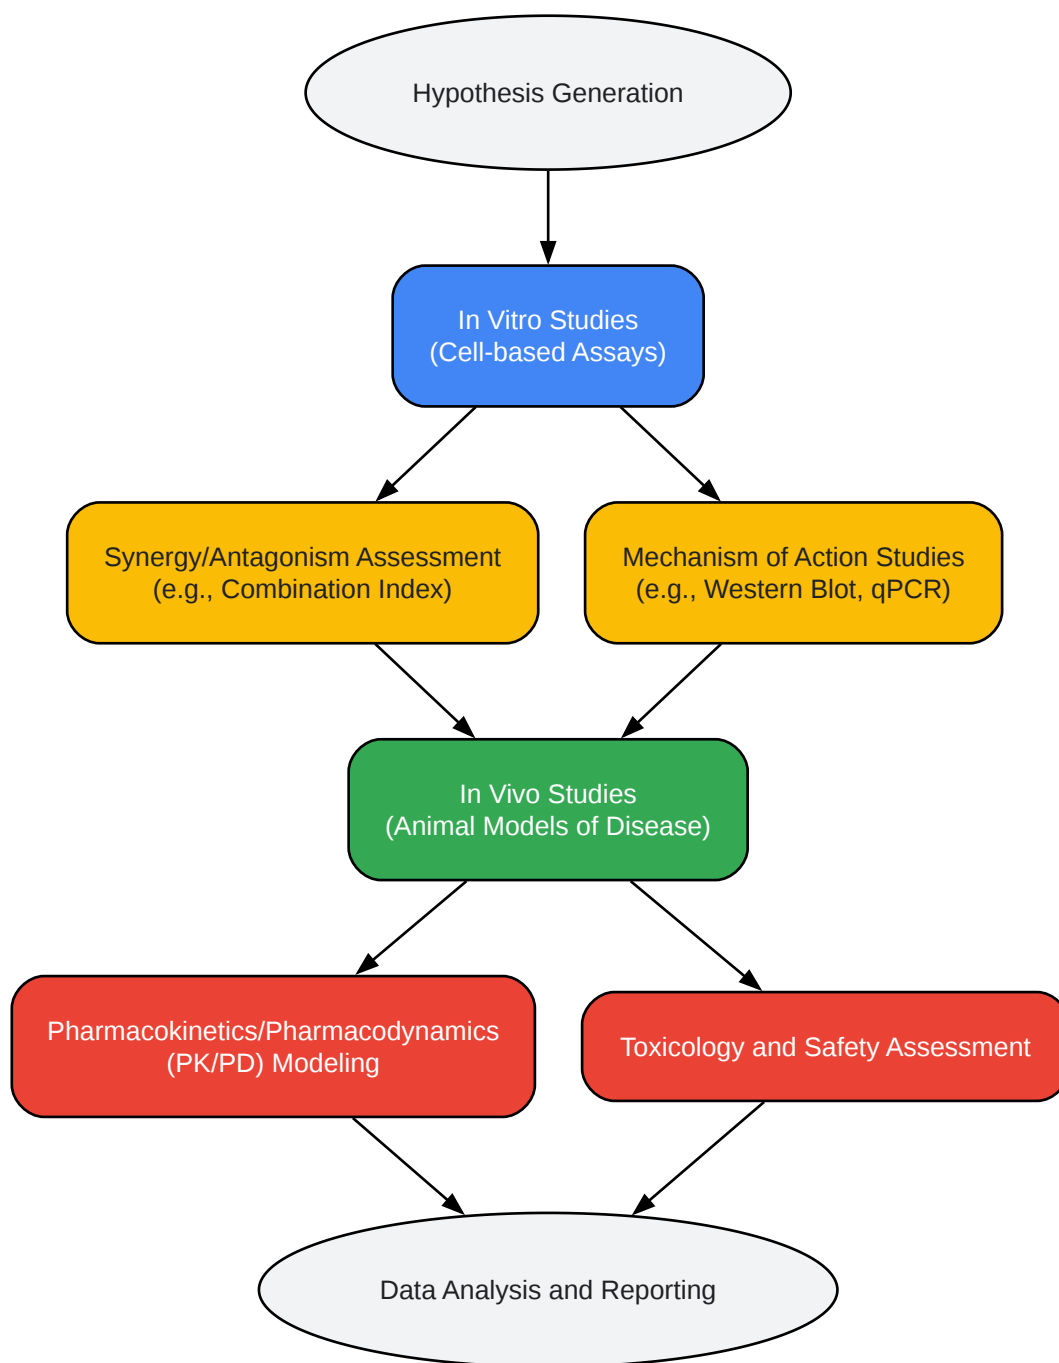 Hypothesis Generation
In Vitro Studies
(Cell-based Assays)
Synergy/Antagonism Assessment
(e.g., Combination Index)
Mechanism of Action Studies
(e.g., Western Blot, qPCR)
In Vivo Studies
(Animal Models of Disease)
Pharmacokinetics/Pharmacodynamics
(PK/PD) Modeling
Toxicology and Safety Assessment
Data Analysis and Reporting